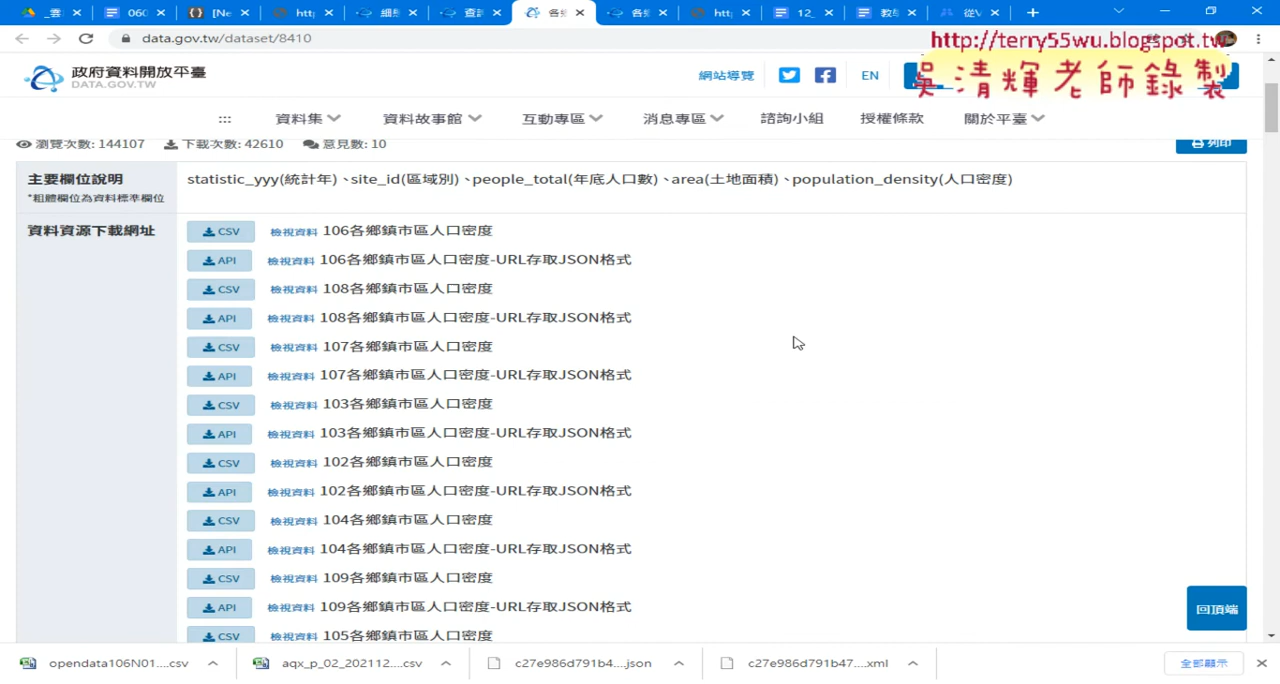 雲
060
[Ne
http
細懸
查詢
各鄉
各鄉
http
12_
教年
從V
data.gov.tw/dataset/8410
http://terry55wu.blogspot.tw
吳清輝老師錄製
政府資料開放平臺
DATA.GOV.TW
網站導覽
EN
:::
資料集
資料故事館
互動專區
消息專區
諮詢小組
授權條款
關於平臺
瀏覽次數: 144107 下載次數: 42610 意見數: 10
列印
主要欄位說明
*粗體欄位為資料標準欄位
statistic_yyy(統計年)、site_id(區域別)、people_total(年底人口數)、area(土地面積)、population_density(人口密度)
資料資源下載網址
CSV 檢視資料 106各鄉鎮市區人口密度
API 檢視資料 106各鄉鎮市區人口密度-URL存取JSON格式
CSV 檢視資料 108各鄉鎮市區人口密度
API 檢視資料 108各鄉鎮市區人口密度-URL存取JSON格式
CSV 檢視資料 107各鄉鎮市區人口密度
API 檢視資料 107各鄉鎮市區人口密度-URL存取JSON格式
CSV 檢視資料 103各鄉鎮市區人口密度
API 檢視資料 103各鄉鎮市區人口密度-URL存取JSON格式
CSV 檢視資料 102各鄉鎮市區人口密度
API 檢視資料 102各鄉鎮市區人口密度-URL存取JSON格式
CSV 檢視資料 104各鄉鎮市區人口密度
API 檢視資料 104各鄉鎮市區人口密度-URL存取JSON格式
CSV 檢視資料 109各鄉鎮市區人口密度
API 檢視資料 109各鄉鎮市區人口密度-URL存取JSON格式
CSV 檢視資料 105各鄉鎮市區人口密度
回頂端
opendata106N01....csv
aqx_p_02_202112....csv
c27e986d791b4....json
c27e986d791b47....xml
全部顯示